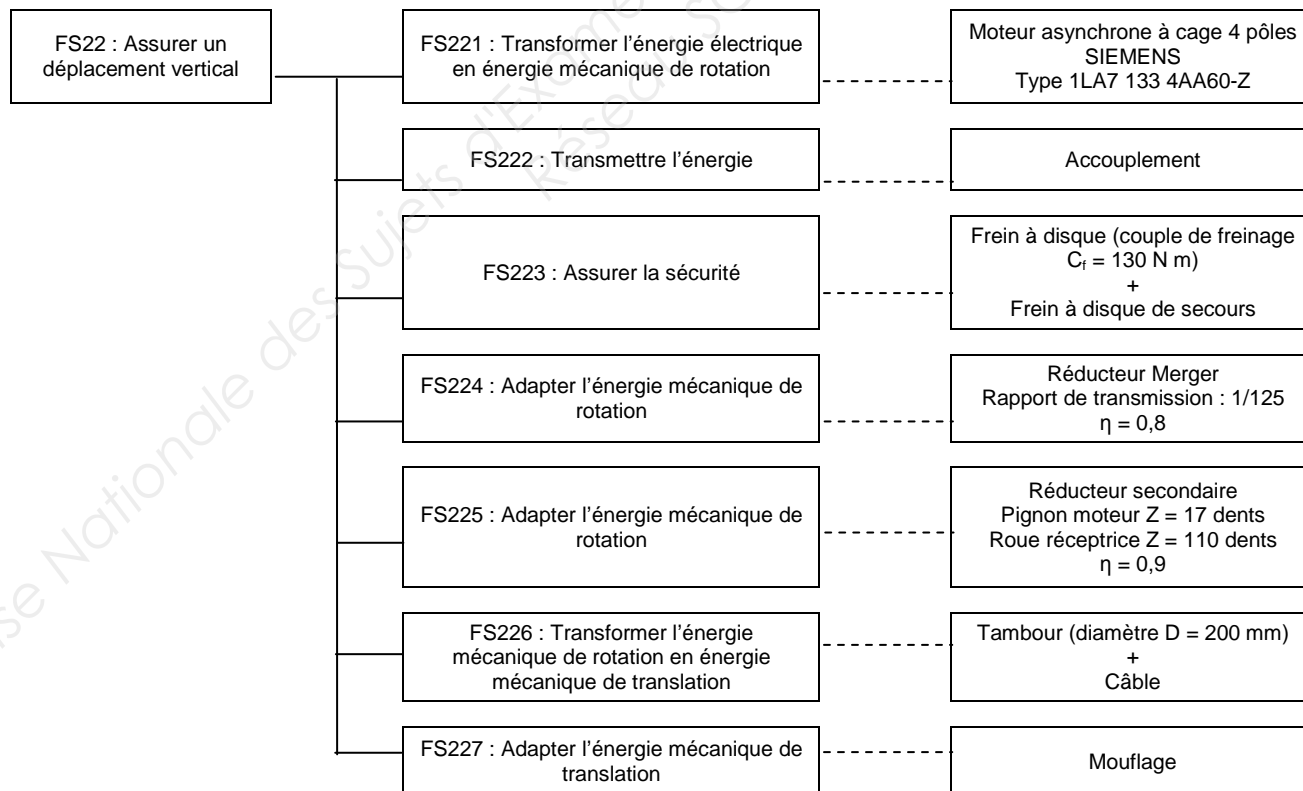 FS22 : Assurer un
déplacement vertical
FS221 : Transformer l’énergie électrique
en énergie mécanique de rotation
Moteur asynchrone à cage 4 pôles
SIEMENS
Type 1LA7 133 4AA60-Z
FS222 : Transmettre l’énergie
Accouplement
FS223 : Assurer la sécurité
Frein à disque (couple de freinage
Cf = 130 N m)
+
Frein à disque de secours
FS224 : Adapter l’énergie mécanique de
rotation
Réducteur Merger
Rapport de transmission : 1/125
η = 0,8
FS225 : Adapter l’énergie mécanique de
rotation
Réducteur secondaire
Pignon moteur Z = 17 dents
Roue réceptrice Z = 110 dents
η = 0,9
FS226 : Transformer l’énergie
mécanique de rotation en énergie
mécanique de translation
Tambour (diamètre D = 200 mm)
+
Câble
FS227 : Adapter l’énergie mécanique de
translation
Mouflage
Nationale des Sujets d'Examen